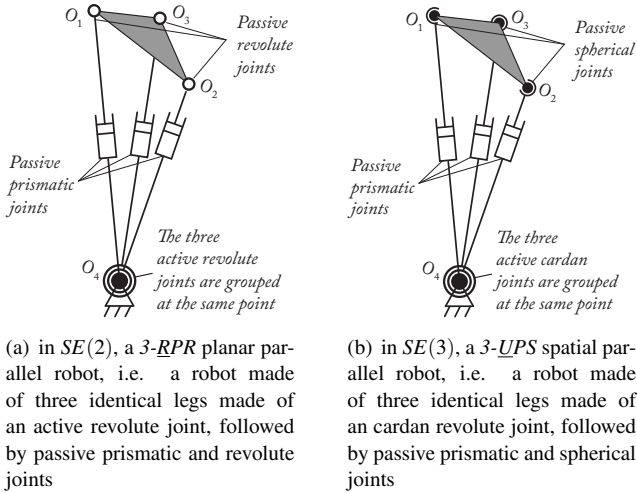 O1
O3
Passive
revolute
joints
O2
Passive
prismatic
joints
O4
The three
active revolute
joints are grouped
at the same point
(a) in SE(2), a 3-RPR planar par-
allel robot, i.e. a robot made
of three identical legs made of
an active revolute joint, followed
by passive prismatic and revolute
joints
O1
O3
Passive
spherical
joints
O2
Passive
prismatic
joints
O4
The three
active cardan
joints are grouped
at the same point
(b) in SE(3), a 3-UPS spatial par-
allel robot, i.e. a robot made
of three identical legs made of
an cardan revolute joint, followed
by passive prismatic and spherical
joints